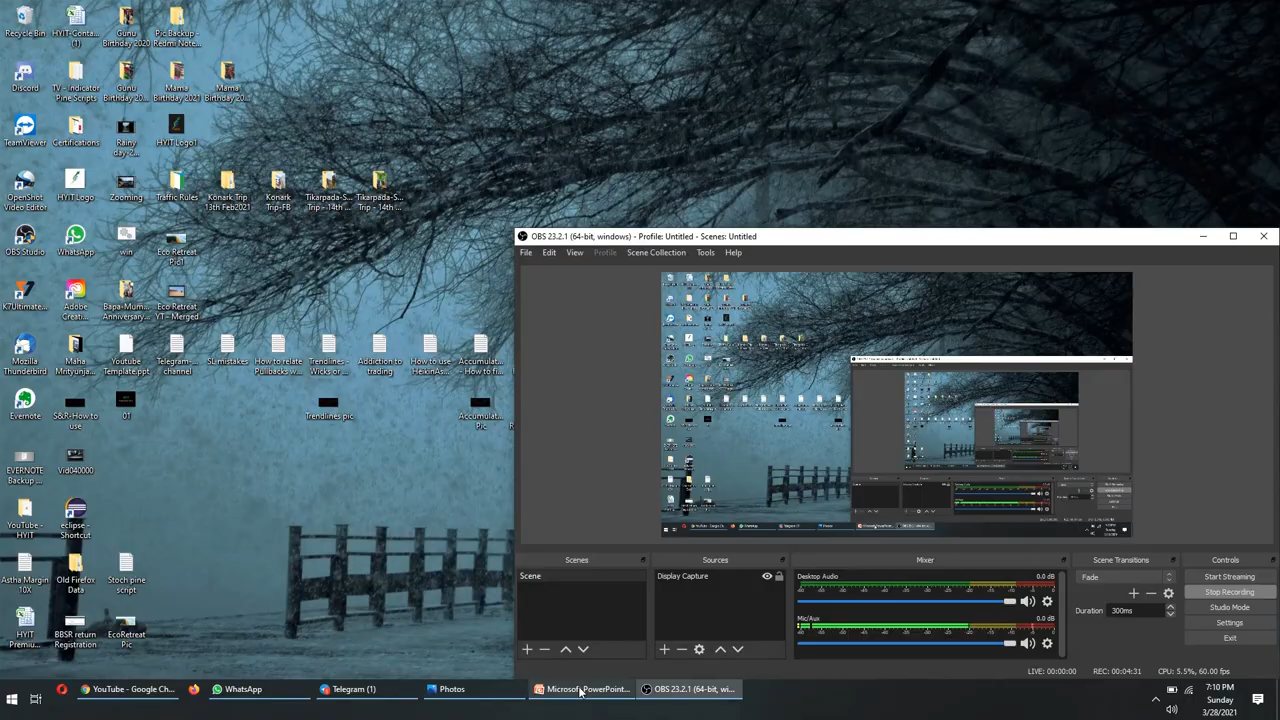 Recycle Bin
HYIT-Conta...
(1)
Gunu
Birthday 2020
Pic Backup -
Redmi Note...
Discord
TV - Indicator
Pine Scripts
Gunu
Birthday 20...
Mama
Birthday 2021
Mama
Birthday 20...
TeamViewer
Certifications
Rainy
day-2...
HYIT Logo1
OpenShot
Video Editor
HYIT Logo
Zooming
Traffic Rules
Konark Trip
13th Feb2021
Konark
Trip-FB
Tikarpada-S...
Trip - 14th ...
Tikarpada-S...
Trip - 14th ...
OBS Studio
WhatsApp
win
Eco Retreat
Pic1
K7Ultimate...
Adobe
Creati...
Bapa-Mum...
Anniversary...
Eco Retreat
YT - Merged
Mozilla
Thunderbird
Maha
Mrityunja...
Youtube
Template.ppt
Telegram-
channel
SL mistakes
How to relate
Pullbacks w...
Trendlines -
Wicks or ...
Addiction to
trading
How to use
HeikinAs...
Accumulat...
- How to fi...
Evernote
S&R-How to
use
01
Trendlines pic
Accumulat...
Pic
EVERNOTE
Backup ...
Vid040000
YouTube -
HYIT
eclipse -
Shortcut
Astha Margin
10X
Old Firefox
Data
Stoch pine
script
HYIT
Premiu...
BBSR return
Registration
EcoRetreat
Pic
OBS 23.2.1 (64-bit, windows) - Profile: Untitled - Scenes: Untitled
File Edit View Profile Scene Collection Tools Help
Scenes Sources Mixer Scene Transitions Controls
Scene
Display Capture
Desktop Audio 0.0 dB
Mic/Aux 0.0 dB
Fade
Duration 300ms
Start Streaming
Stop Recording
Studio Mode
Settings
Exit
LIVE: 00:00:00 REC: 00:04:31 CPU: 5.5%, 60.00 fps
YouTube - Google Ch... WhatsApp Telegram (1) Photos Microsoft PowerPoint... OBS 23.2.1 (64-bit, wi...
7:10 PM
Sunday
3/28/2021